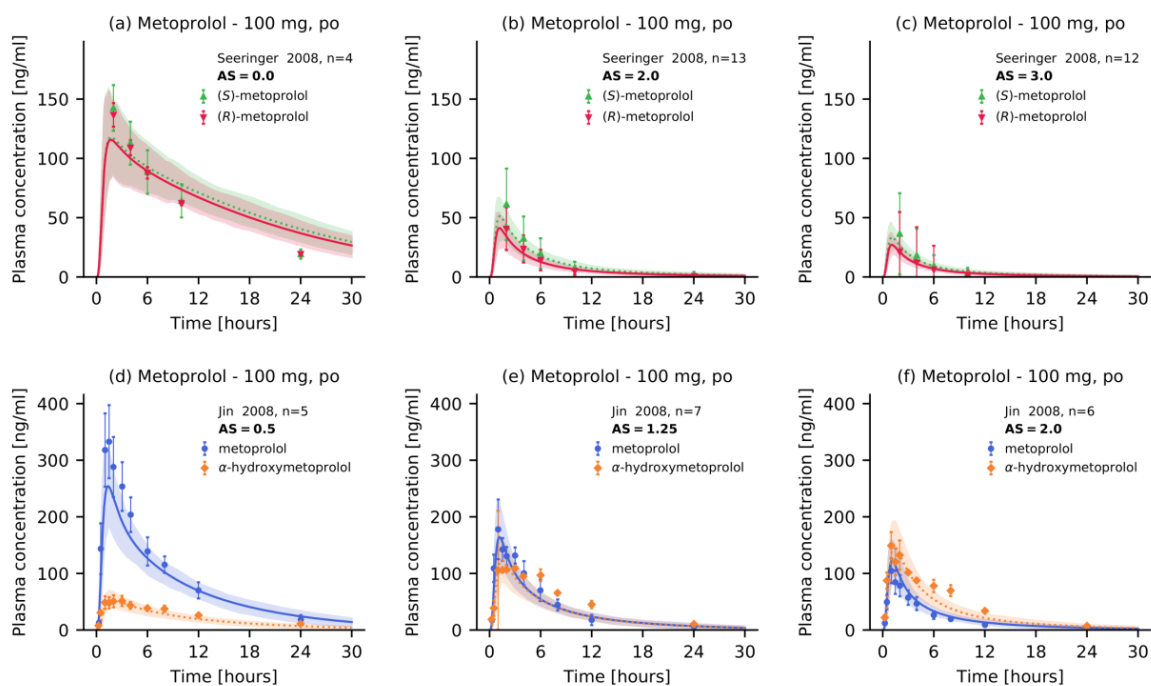 (a) Metoprolol - 100 mg, po
Plasma concentration [ng/ml]
150
100
50
0
Seeringer 2008, n=4
AS = 0.0
(S)-metoprolol
(R)-metoprolol
0 6 12 18 24 30
Time [hours]
(b) Metoprolol - 100 mg, po
Plasma concentration [ng/ml]
150
100
50
0
Seeringer 2008, n=13
AS = 2.0
(S)-metoprolol
(R)-metoprolol
0 6 12 18 24 30
Time [hours]
(c) Metoprolol - 100 mg, po
Plasma concentration [ng/ml]
150
100
50
0
Seeringer 2008, n=12
AS = 3.0
(S)-metoprolol
(R)-metoprolol
0 6 12 18 24 30
Time [hours]
(d) Metoprolol - 100 mg, po
Plasma concentration [ng/ml]
400
300
200
100
0
Jin 2008, n=5
AS = 0.5
metoprolol
α-hydroxymetoprolol
0 6 12 18 24 30
Time [hours]
(e) Metoprolol - 100 mg, po
Plasma concentration [ng/ml]
400
300
200
100
0
Jin 2008, n=7
AS = 1.25
metoprolol
α-hydroxymetoprolol
0 6 12 18 24 30
Time [hours]
(f) Metoprolol - 100 mg, po
Plasma concentration [ng/ml]
400
300
200
100
0
Jin 2008, n=6
AS = 2.0
metoprolol
α-hydroxymetoprolol
0 6 12 18 24 30
Time [hours]